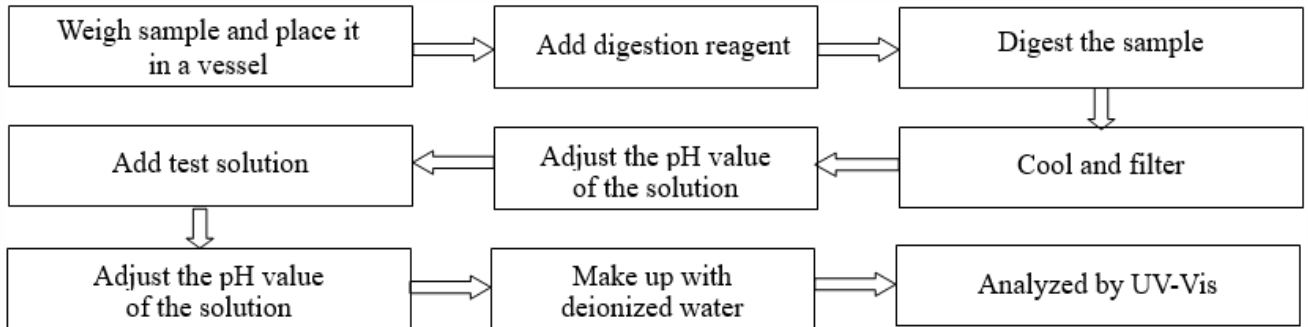 Weigh sample and place it
in a vessel
Add digestion reagent
Digest the sample
Cool and filter
Adjust the pH value
of the solution
Add test solution
Adjust the pH value
of the solution
Make up with
deionized water
Analyzed by UV-Vis